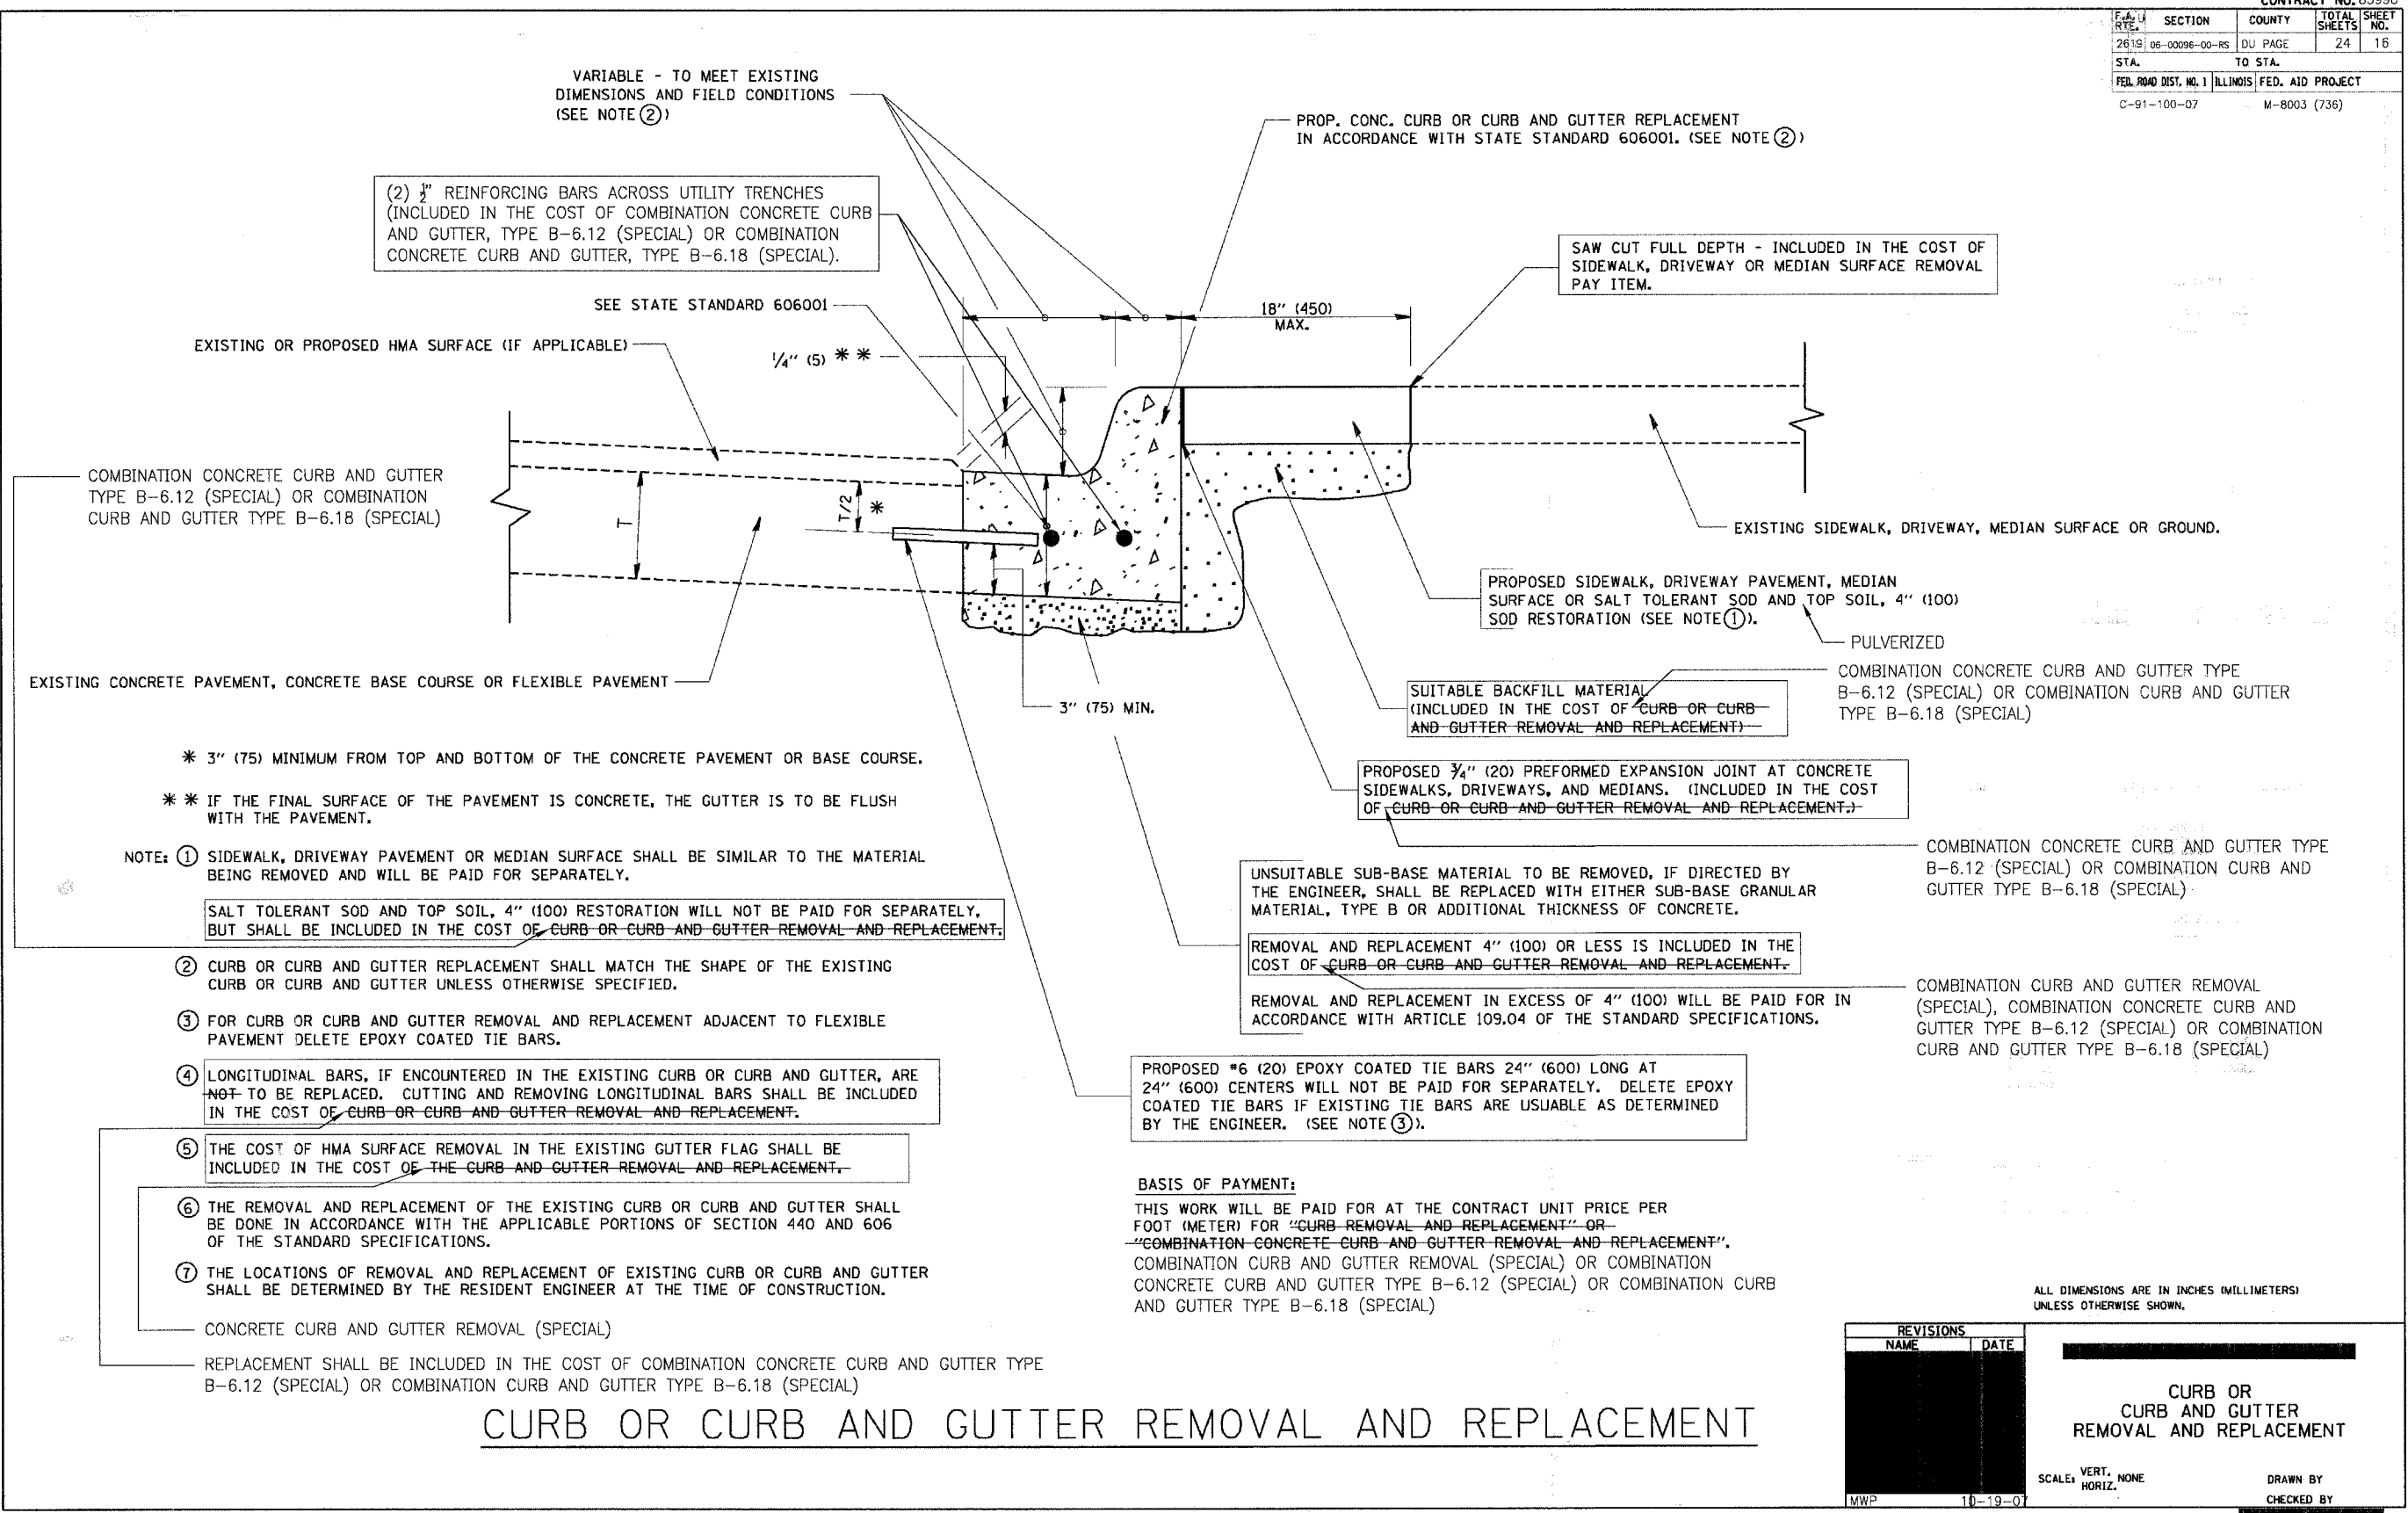 CONTRACT NO.
F.A.U RTE. SECTION COUNTY TOTAL SHEETS SHEET NO.
2619 06-00096-00-RS DU PAGE 24 16
STA. TO STA.
FED. ROAD DIST. NO. 1 ILLINOIS FED. AID PROJECT
C-91-100-07 M-8003 (736)
VARIABLE - TO MEET EXISTING
DIMENSIONS AND FIELD CONDITIONS
(SEE NOTE ②)
PROP. CONC. CURB OR CURB AND GUTTER REPLACEMENT
IN ACCORDANCE WITH STATE STANDARD 606001. (SEE NOTE ②)
(2) ½" REINFORCING BARS ACROSS UTILITY TRENCHES
(INCLUDED IN THE COST OF COMBINATION CONCRETE CURB
AND GUTTER, TYPE B-6.12 (SPECIAL) OR COMBINATION
CONCRETE CURB AND GUTTER, TYPE B-6.18 (SPECIAL).
SAW CUT FULL DEPTH - INCLUDED IN THE COST OF
SIDEWALK, DRIVEWAY OR MEDIAN SURFACE REMOVAL
PAY ITEM.
SEE STATE STANDARD 606001
18" (450)
MAX.
EXISTING OR PROPOSED HMA SURFACE (IF APPLICABLE)
1/4" (5) * *
COMBINATION CONCRETE CURB AND GUTTER
TYPE B-6.12 (SPECIAL) OR COMBINATION
CURB AND GUTTER TYPE B-6.18 (SPECIAL)
T
T/2 *
EXISTING SIDEWALK, DRIVEWAY, MEDIAN SURFACE OR GROUND.
PROPOSED SIDEWALK, DRIVEWAY PAVEMENT, MEDIAN
SURFACE OR SALT TOLERANT SOD AND TOP SOIL, 4" (100)
SOD RESTORATION (SEE NOTE ①).
PULVERIZED
EXISTING CONCRETE PAVEMENT, CONCRETE BASE COURSE OR FLEXIBLE PAVEMENT
3" (75) MIN.
SUITABLE BACKFILL MATERIAL
(INCLUDED IN THE COST OF CURB OR CURB
AND GUTTER REMOVAL AND REPLACEMENT)
COMBINATION CONCRETE CURB AND GUTTER TYPE
B-6.12 (SPECIAL) OR COMBINATION CURB AND GUTTER
TYPE B-6.18 (SPECIAL)
* 3" (75) MINIMUM FROM TOP AND BOTTOM OF THE CONCRETE PAVEMENT OR BASE COURSE.
* * IF THE FINAL SURFACE OF THE PAVEMENT IS CONCRETE, THE GUTTER IS TO BE FLUSH
WITH THE PAVEMENT.
PROPOSED 3/4" (20) PREFORMED EXPANSION JOINT AT CONCRETE
SIDEWALKS, DRIVEWAYS, AND MEDIANS. (INCLUDED IN THE COST
OF CURB OR CURB AND GUTTER REMOVAL AND REPLACEMENT.)
COMBINATION CONCRETE CURB AND GUTTER TYPE
B-6.12 (SPECIAL) OR COMBINATION CURB AND
GUTTER TYPE B-6.18 (SPECIAL)
NOTE: ① SIDEWALK, DRIVEWAY PAVEMENT OR MEDIAN SURFACE SHALL BE SIMILAR TO THE MATERIAL
BEING REMOVED AND WILL BE PAID FOR SEPARATELY.
SALT TOLERANT SOD AND TOP SOIL, 4" (100) RESTORATION WILL NOT BE PAID FOR SEPARATELY,
BUT SHALL BE INCLUDED IN THE COST OF CURB OR CURB AND GUTTER REMOVAL AND REPLACEMENT.
② CURB OR CURB AND GUTTER REPLACEMENT SHALL MATCH THE SHAPE OF THE EXISTING
CURB OR CURB AND GUTTER UNLESS OTHERWISE SPECIFIED.
③ FOR CURB OR CURB AND GUTTER REMOVAL AND REPLACEMENT ADJACENT TO FLEXIBLE
PAVEMENT DELETE EPOXY COATED TIE BARS.
④ LONGITUDINAL BARS, IF ENCOUNTERED IN THE EXISTING CURB OR CURB AND GUTTER, ARE
NOT TO BE REPLACED. CUTTING AND REMOVING LONGITUDINAL BARS SHALL BE INCLUDED
IN THE COST OF CURB OR CURB AND GUTTER REMOVAL AND REPLACEMENT.
⑤ THE COST OF HMA SURFACE REMOVAL IN THE EXISTING GUTTER FLAG SHALL BE
INCLUDED IN THE COST OF THE CURB AND GUTTER REMOVAL AND REPLACEMENT.
⑥ THE REMOVAL AND REPLACEMENT OF THE EXISTING CURB OR CURB AND GUTTER SHALL
BE DONE IN ACCORDANCE WITH THE APPLICABLE PORTIONS OF SECTION 440 AND 606
OF THE STANDARD SPECIFICATIONS.
⑦ THE LOCATIONS OF REMOVAL AND REPLACEMENT OF EXISTING CURB OR CURB AND GUTTER
SHALL BE DETERMINED BY THE RESIDENT ENGINEER AT THE TIME OF CONSTRUCTION.
CONCRETE CURB AND GUTTER REMOVAL (SPECIAL)
REPLACEMENT SHALL BE INCLUDED IN THE COST OF COMBINATION CONCRETE CURB AND GUTTER TYPE
B-6.12 (SPECIAL) OR COMBINATION CURB AND GUTTER TYPE B-6.18 (SPECIAL)
UNSUITABLE SUB-BASE MATERIAL TO BE REMOVED, IF DIRECTED BY
THE ENGINEER, SHALL BE REPLACED WITH EITHER SUB-BASE GRANULAR
MATERIAL, TYPE B OR ADDITIONAL THICKNESS OF CONCRETE.
REMOVAL AND REPLACEMENT 4" (100) OR LESS IS INCLUDED IN THE
COST OF CURB OR CURB AND GUTTER REMOVAL AND REPLACEMENT.
REMOVAL AND REPLACEMENT IN EXCESS OF 4" (100) WILL BE PAID FOR IN
ACCORDANCE WITH ARTICLE 109.04 OF THE STANDARD SPECIFICATIONS.
COMBINATION CURB AND GUTTER REMOVAL
(SPECIAL), COMBINATION CONCRETE CURB AND
GUTTER TYPE B-6.12 (SPECIAL) OR COMBINATION
CURB AND GUTTER TYPE B-6.18 (SPECIAL)
PROPOSED #6 (20) EPOXY COATED TIE BARS 24" (600) LONG AT
24" (600) CENTERS WILL NOT BE PAID FOR SEPARATELY. DELETE EPOXY
COATED TIE BARS IF EXISTING TIE BARS ARE USUABLE AS DETERMINED
BY THE ENGINEER. (SEE NOTE ③).
BASIS OF PAYMENT:
THIS WORK WILL BE PAID FOR AT THE CONTRACT UNIT PRICE PER
FOOT (METER) FOR "CURB REMOVAL AND REPLACEMENT" OR
"COMBINATION CONCRETE CURB AND GUTTER REMOVAL AND REPLACEMENT".
COMBINATION CURB AND GUTTER REMOVAL (SPECIAL) OR COMBINATION
CONCRETE CURB AND GUTTER TYPE B-6.12 (SPECIAL) OR COMBINATION CURB
AND GUTTER TYPE B-6.18 (SPECIAL)
CURB OR CURB AND GUTTER REMOVAL AND REPLACEMENT
ALL DIMENSIONS ARE IN INCHES (MILLIMETERS)
UNLESS OTHERWISE SHOWN.
REVISIONS
NAME DATE
MWP 10-19-07
CURB OR
CURB AND GUTTER
REMOVAL AND REPLACEMENT
SCALE: VERT. HORIZ. NONE
DRAWN BY
CHECKED BY